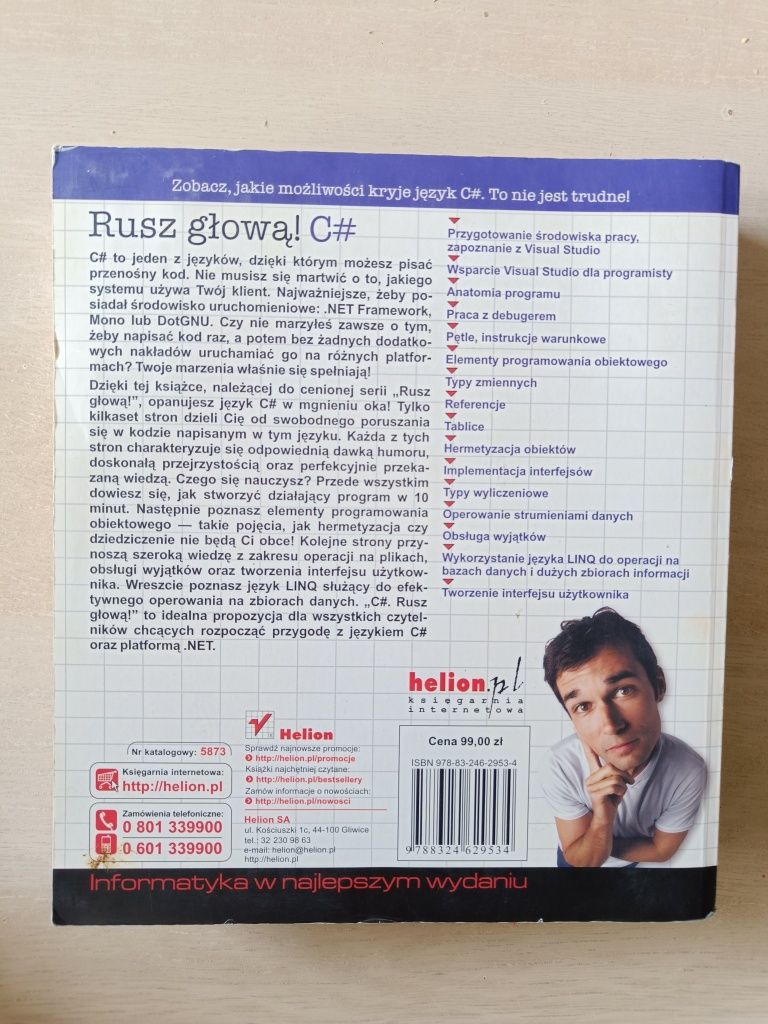 Zobacz, jakie możliwości kryje język C#. To nie jest trudne!
Rusz głową! C#
C# to jeden z języków, dzięki którym możesz pisać
przenośny kod. Nie musisz się martwić o to, jakiego
systemu używa Twój klient. Najważniejsze, żeby po-
siadał środowisko uruchomieniowe: .NET Framework,
Mono lub DotGNU. Czy nie marzyłeś zawsze o tym,
żeby napisać kod raz, a potem bez żadnych dodatko-
wych nakładów uruchamiać go na różnych platfor-
mach? Twoje marzenia właśnie się spełniają!
Dzięki tej książce, należącej do cenionej serii „Rusz
głową!”, opanujesz język C# w mgnieniu oka! Tylko
kilkaset stron dzieli Cię od swobodnego poruszania
się w kodzie napisanym w tym języku. Każda z tych
stron charakteryzuje się odpowiednią dawką humoru,
doskonałą przejrzystością oraz perfekcyjnie przeka-
zaną wiedzą. Czego się nauczysz? Przede wszystkim
dowiesz się, jak stworzyć działający program w 10
minut. Następnie poznasz elementy programowania
obiektowego — takie pojęcia, jak hermetyzacja czy
dziedziczenie nie będą Ci obce! Kolejne strony przy-
noszą szeroką wiedzę z zakresu operacji na plikach,
obsługi wyjątków oraz tworzenia interfejsu użytkow-
nika. Wreszcie poznasz język LINQ służący do efek-
tywnego operowania na zbiorach danych. „C#. Rusz
głową!” to idealna propozycja dla wszystkich czytel-
ników chcących rozpocząć przygodę z językiem C#
oraz platformą .NET.
Przygotowanie środowiska pracy,
zapoznanie z Visual Studio
Wsparcie Visual Studio dla programisty
Anatomia programu
Praca z debugerem
Pętle, instrukcje warunkowe
Elementy programowania obiektowego
Typy zmiennych
Referencje
Tablice
Hermetyzacja obiektów
Implementacja interfejsów
Typy wyliczeniowe
Operowanie strumieniami danych
Obsługa wyjątków
Wykorzystanie języka LINQ do operacji na
bazach danych i dużych zbiorach informacji
Tworzenie interfejsu użytkownika
helion.pl
księgarnia
internetowa
Nr katalogowy: 5873
Księgarnia internetowa:
http://helion.pl
Zamówienia telefoniczne:
0 801 339900
0 601 339900
Helion
Sprawdź najnowsze promocje:
http://helion.pl/promocje
Książki najchętniej czytane:
http://helion.pl/bestsellery
Zamów informacje o nowościach:
http://helion.pl/nowosci
Helion SA
ul. Kościuszki 1c, 44-100 Gliwice
tel.: 32 230 98 63
e-mail: helion@helion.pl
http://helion.pl
Cena 99,00 zł
ISBN 978-83-246-2953-4
9 788324 629534
Informatyka w najlepszym wydaniu